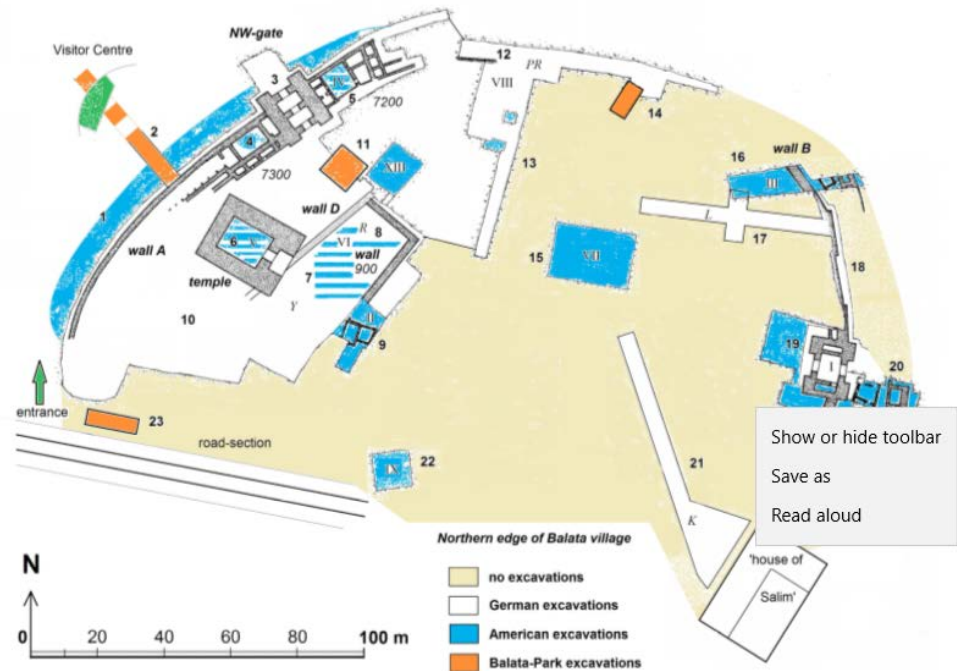 NW-gate
Visitor Centre
12
PR
VIII
3
IX
5
7200
14
2
4
11
XIII
13
wall B
16
III
7300
1
wall D
L
17
wall A
6
V
R
8
VI
wall
900
15
VII
18
temple
7
Y
10
I
9
19
I
20
entrance
23
road-section
IX
22
21
K
Show or hide toolbar
Save as
Read aloud
Northern edge of Balata village
'house of
Salim'
no excavations
German excavations
American excavations
Balata-Park excavations
N
0 20 40 60 80 100 m